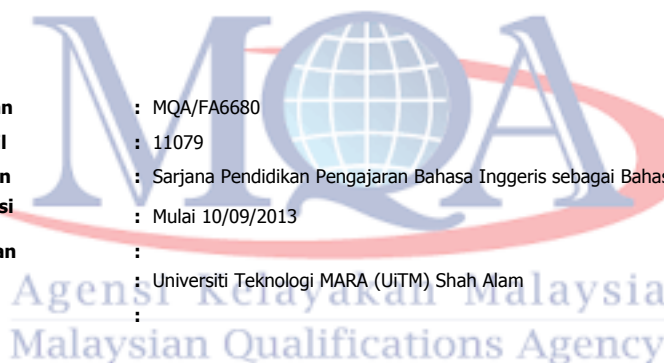 MQA
an : MQA/FA6680
l : 11079
n : Sarjana Pendidikan Pengajaran Bahasa Inggeris sebagai Bahas
si : Mulai 10/09/2013
an :
: Universiti Teknologi MARA (UiTM) Shah Alam
:
Agensi Kelayakan Malaysia
Malaysian Qualifications Agency